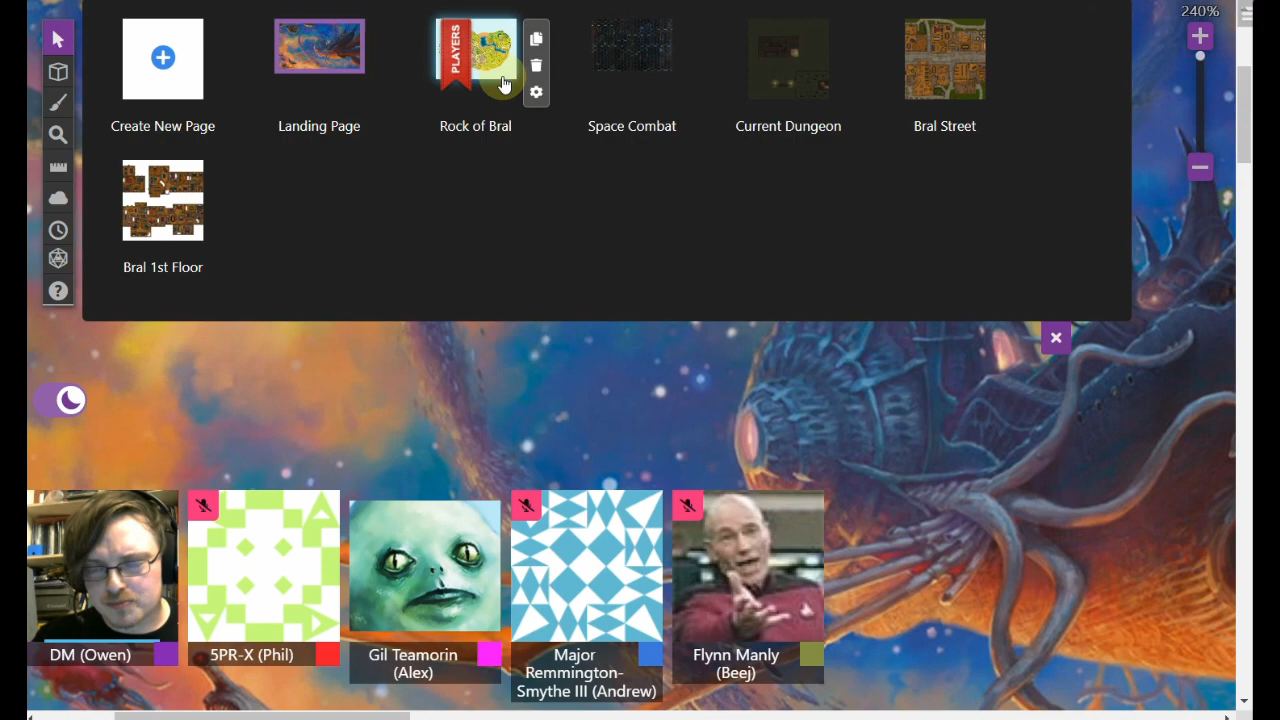 240%
PLAYERS
Create New Page
Landing Page
Rock of Bral
Space Combat
Current Dungeon
Bral Street
Bral 1st Floor
DM (Owen)
5PR-X (Phil)
Gil Teamorin
(Alex)
Major
Remmington-
Smythe III (Andrew)
Flynn Manly
(Beej)